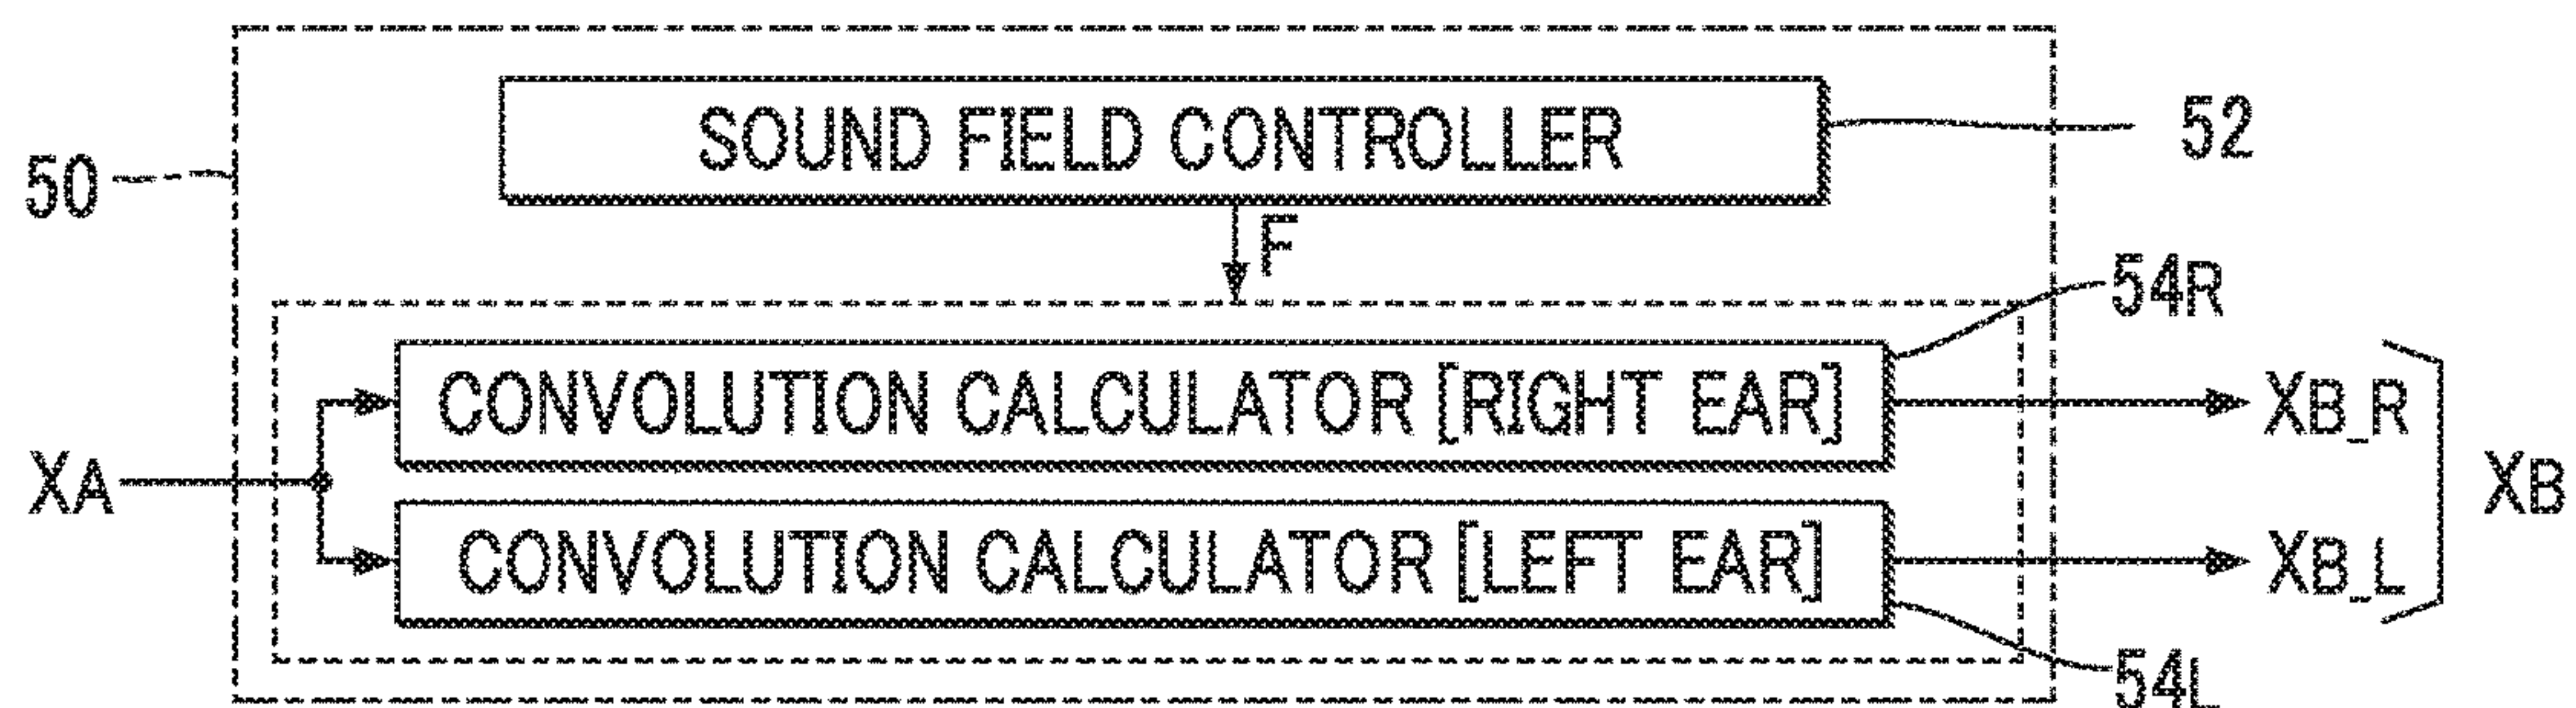 SOUND FIELD CONTROLLER
52
50
F
54R
CONVOLUTION CALCULATOR [RIGHT EAR]
XB_R
XA
XB
CONVOLUTION CALCULATOR [LEFT EAR]
XB_L
54L